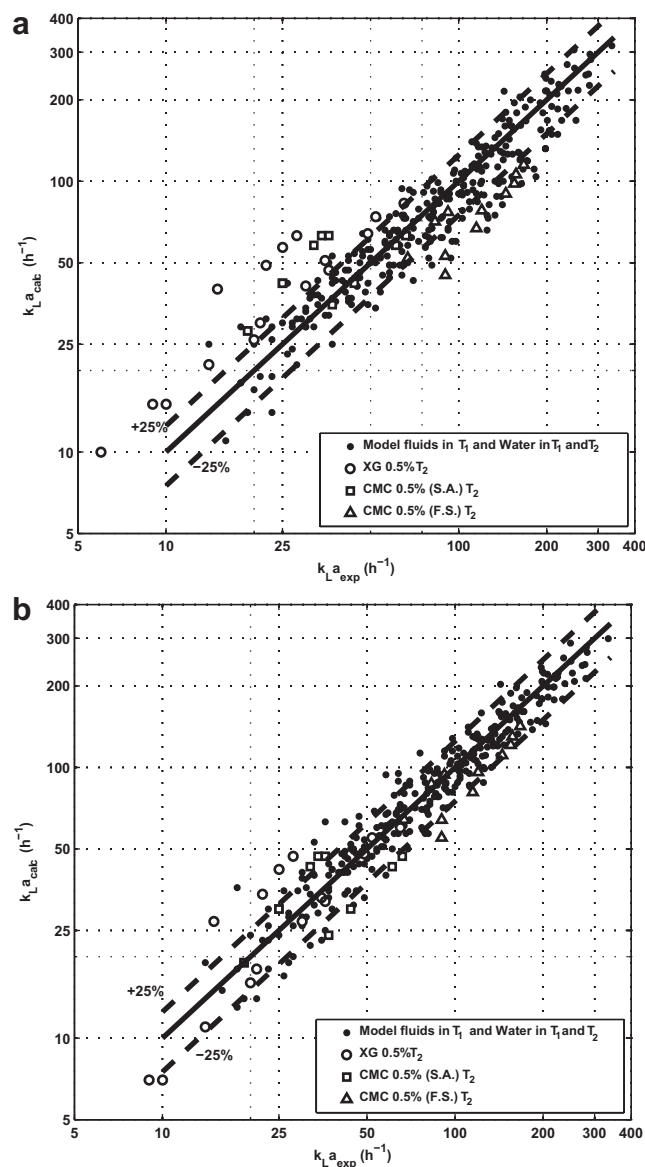 a
400
300
200
100
50
25
10
5
k_L a_calc (h⁻¹)
+25%
−25%
Model fluids in T₁ and Water in T₁ and T₂
XG 0.5% T₂
CMC 0.5% (S.A.) T₂
CMC 0.5% (F.S.) T₂
5 10 25 100 200 300 400
k_L a_exp (h⁻¹)
b
400
300
200
100
50
25
10
5
k_L a_calc (h⁻¹)
+25%
−25%
Model fluids in T₁ and Water in T₁ and T₂
XG 0.5% T₂
CMC 0.5% (S.A.) T₂
CMC 0.5% (F.S.) T₂
5 10 25 50 100 200 300 400
k_L a_exp (h⁻¹)